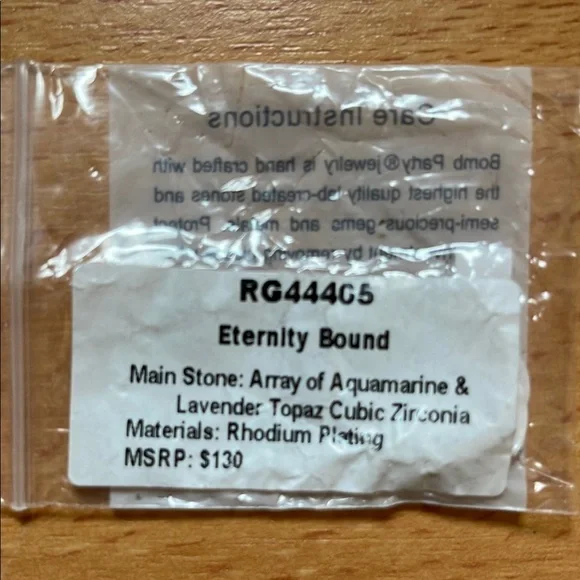 Care Instructions
Bomb Party® jewelry is hand crafted with
the highest quality lab-created stones and
semi-precious gems and metals. Protect
by removing
RG44405
Eternity Bound
Main Stone: Array of Aquamarine &
Lavender Topaz Cubic Zirconia
Materials: Rhodium Plating
MSRP: $130